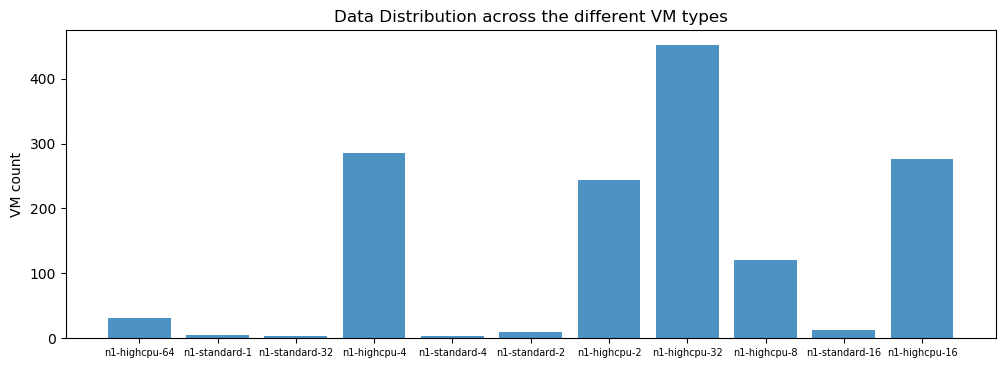 Data Distribution across the different VM types
VM count
400
300
200
100
0
n1-highcpu-64 n1-standard-1 n1-standard-32 n1-highcpu-4 n1-standard-4 n1-standard-2 n1-highcpu-2 n1-highcpu-32 n1-highcpu-8 n1-standard-16 n1-highcpu-16